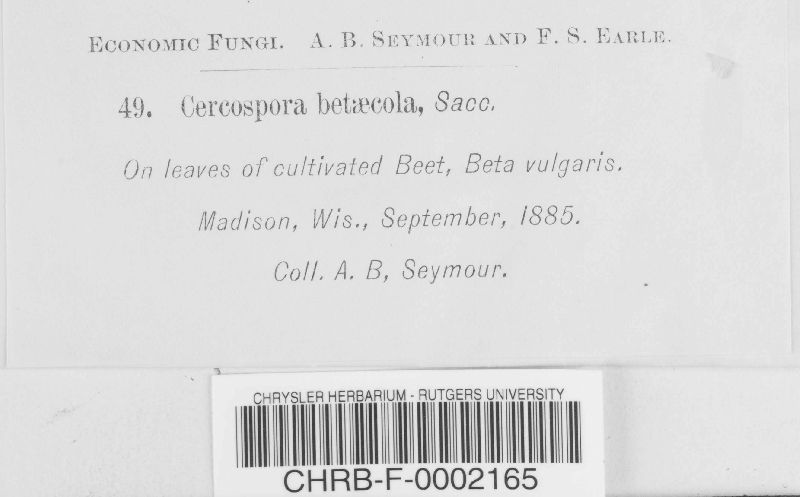 Economic Fungi. A. B. Seymour and F. S. Earle.
49. Cercospora betæcola, Sacc.
On leaves of cultivated Beet, Beta vulgaris.
Madison, Wis., September, 1885.
Coll. A. B, Seymour.
CHRYSLER HERBARIUM - RUTGERS UNIVERSITY
CHRB-F-0002165